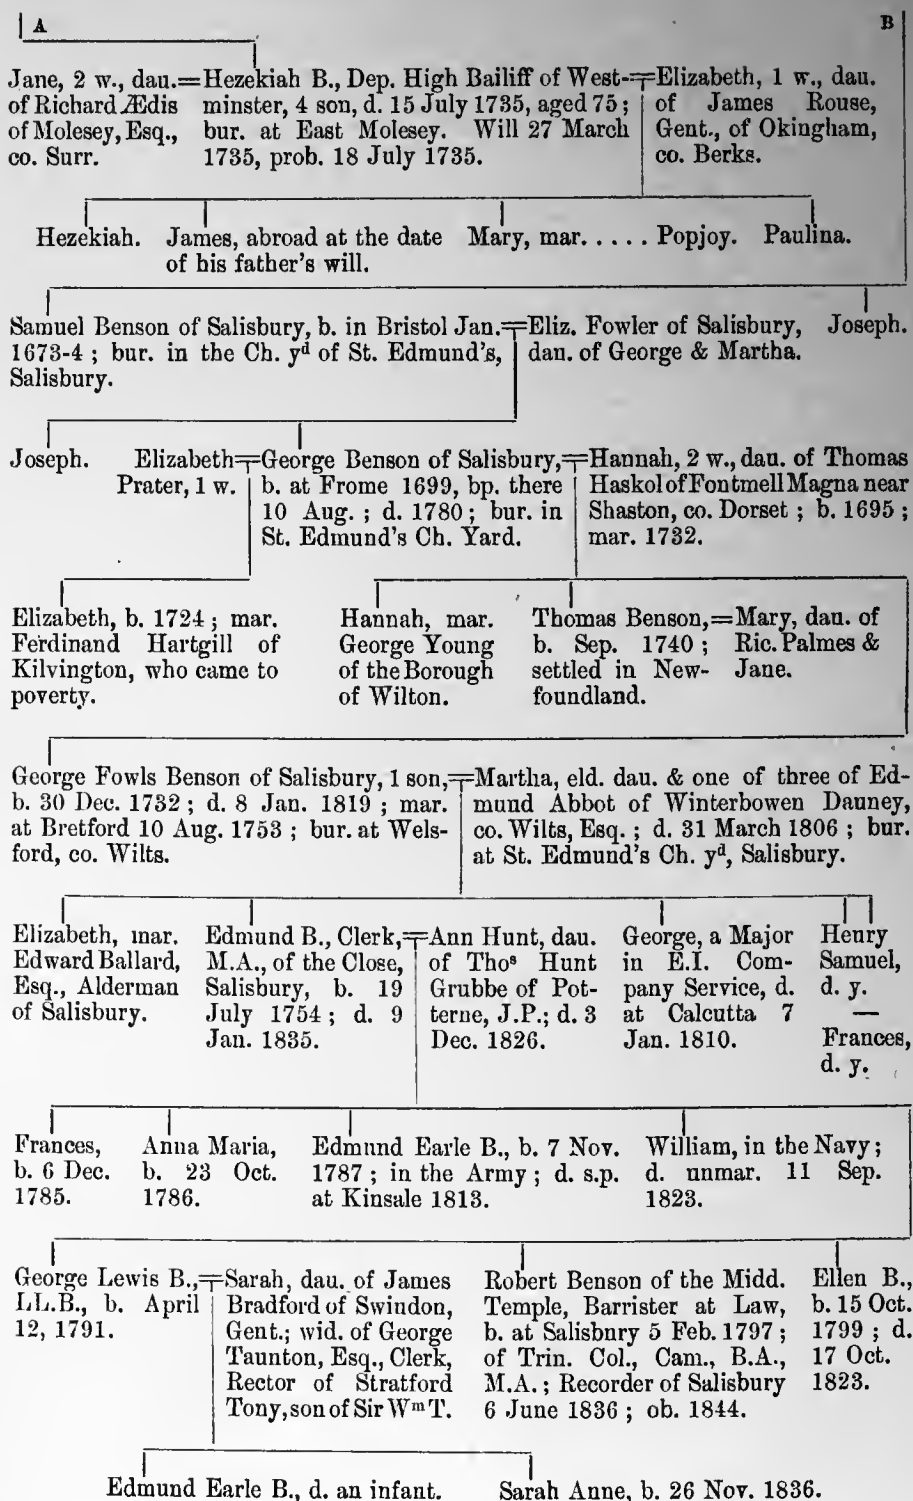 A
B
Jane, 2 w., dau.
of Richard Ædis
of Molesey, Esq.,
co. Surr.
Hezekiah B., Dep. High Bailiff of West-
minster, 4 son, d. 15 July 1735, aged 75;
bur. at East Molesey. Will 27 March
1735, prob. 18 July 1735.
Elizabeth, 1 w., dau.
of James Rouse,
Gent., of Okingham,
co. Berks.
Hezekiah.
James, abroad at the date
of his father's will.
Mary, mar. . . . . . Popjoy.
Paulina.
Samuel Benson of Salisbury, b. in Bristol Jan.
1673-4; bur. in the Ch. yd of St. Edmund's,
Salisbury.
Eliz. Fowler of Salisbury,
dau. of George & Martha.
Joseph.
Joseph.
Elizabeth
Prater, 1 w.
George Benson of Salisbury,
b. at Frome 1699, bp. there
10 Aug.; d. 1780; bur. in
St. Edmund's Ch. Yard.
Hannah, 2 w., dau. of Thomas
Haskol of Fontmell Magna near
Shaston, co. Dorset; b. 1695;
mar. 1732.
Elizabeth, b. 1724; mar.
Ferdinand Hartgill of
Kilvington, who came to
poverty.
Hannah, mar.
George Young
of the Borough
of Wilton.
Thomas Benson,
b. Sep. 1740;
settled in New-
foundland.
Mary, dau. of
Ric. Palmes &
Jane.
George Fowls Benson of Salisbury, 1 son,
b. 30 Dec. 1732; d. 8 Jan. 1819; mar.
at Bretford 10 Aug. 1753; bur. at Wels-
ford, co. Wilts.
Martha, eld. dau. & one of three of Ed-
mund Abbot of Winterbowen Dauney,
co. Wilts, Esq.; d. 31 March 1806; bur.
at St. Edmund's Ch. yd, Salisbury.
Elizabeth, mar.
Edward Ballard,
Esq., Alderman
of Salisbury.
Edmund B., Clerk,
M.A., of the Close,
Salisbury, b. 19
July 1754; d. 9
Jan. 1835.
Ann Hunt, dau.
of Thos Hunt
Grubbe of Pot-
terne, J.P.; d. 3
Dec. 1826.
George, a Major
in E.I. Com-
pany Service, d.
at Calcutta 7
Jan. 1810.
Henry
Samuel,
d. y.
—
Frances,
d. y.
Frances,
b. 6 Dec.
1785.
Anna Maria,
b. 23 Oct.
1786.
Edmund Earle B., b. 7 Nov.
1787; in the Army; d. s.p.
at Kinsale 1813.
William, in the Navy;
d. unmar. 11 Sep.
1823.
George Lewis B.,
LL.B., b. April
12, 1791.
Sarah, dau. of James
Bradford of Swindon,
Gent.; wid. of George
Taunton, Esq., Clerk,
Rector of Stratford
Tony, son of Sir Wm T.
Robert Benson of the Midd.
Temple, Barrister at Law,
b. at Salisbury 5 Feb. 1797;
of Trin. Col., Cam., B.A.,
M.A.; Recorder of Salisbury
6 June 1836; ob. 1844.
Ellen B.,
b. 15 Oct.
1799; d.
17 Oct.
1823.
Edmund Earle B., d. an infant.
Sarah Anne, b. 26 Nov. 1836.